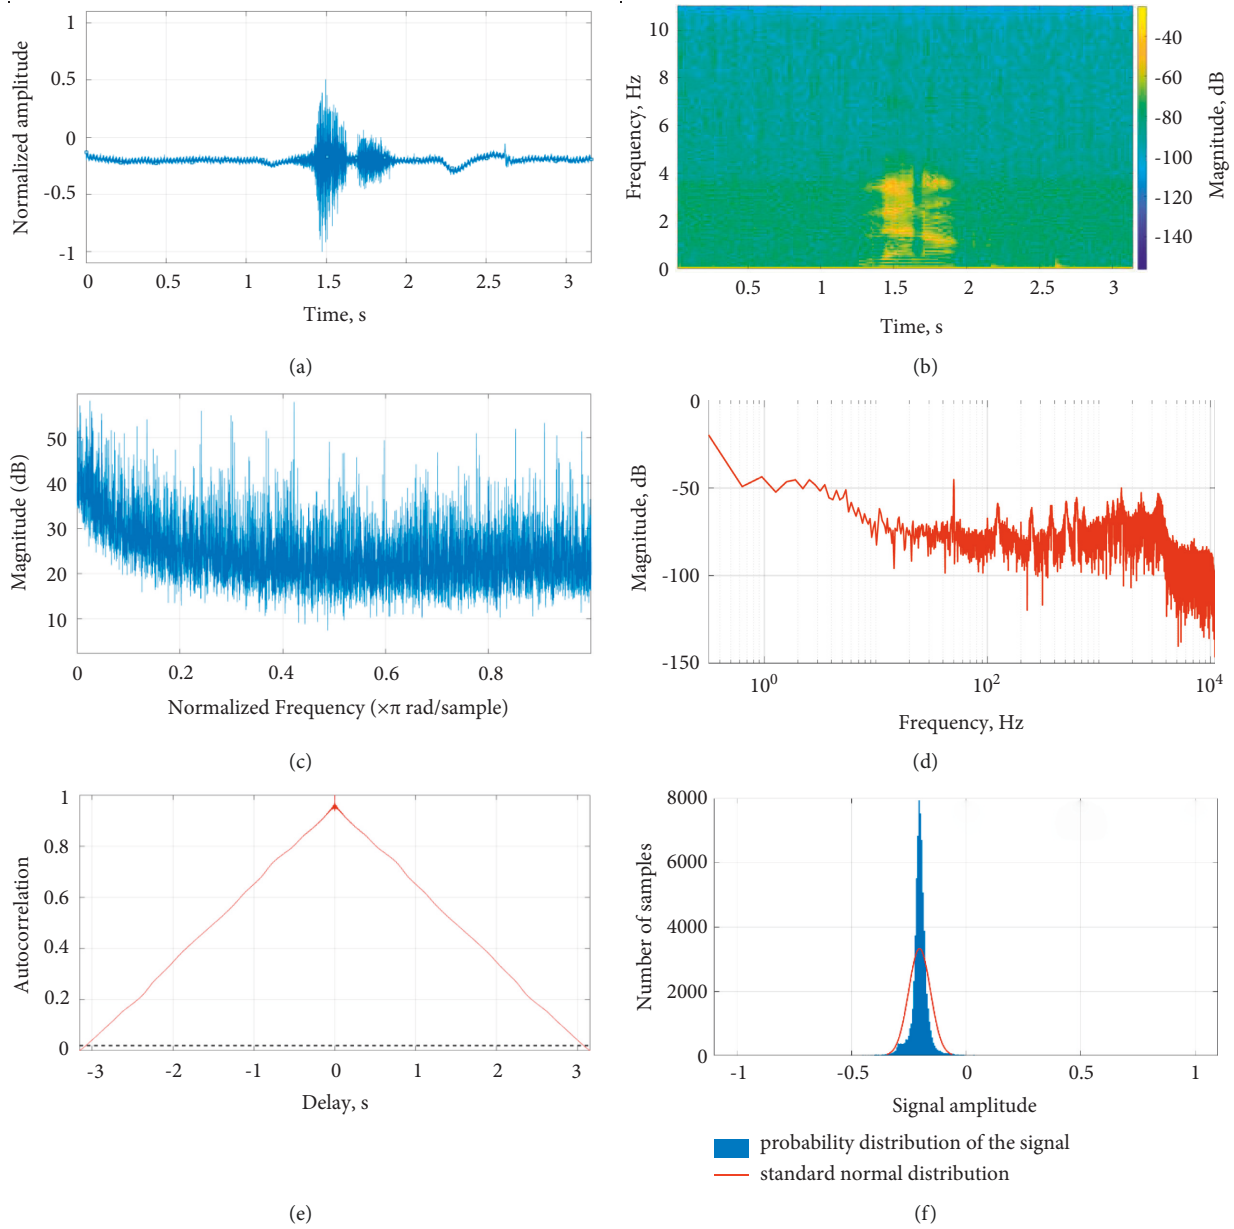 1
0.5
0
-0.5
-1
Normalized amplitude
0 0.5 1 1.5 2 2.5 3
Time, s
(a)
10
8
6
4
2
0
Frequency, Hz
0.5 1 1.5 2 2.5 3
Time, s
-40
-60
-80
-100
-120
-140
Magnitude, dB
(b)
50
40
30
20
10
Magnitude (dB)
0 0.2 0.4 0.6 0.8
Normalized Frequency (×π rad/sample)
(c)
0
-50
-100
-150
Magnitude, dB
10^0 10^2 10^4
Frequency, Hz
(d)
1
0.8
0.6
0.4
0.2
0
Autocorrelation
-3 -2 -1 0 1 2 3
Delay, s
(e)
8000
6000
4000
2000
0
Number of samples
-1 -0.5 0 0.5 1
Signal amplitude
probability distribution of the signal
standard normal distribution
(f)